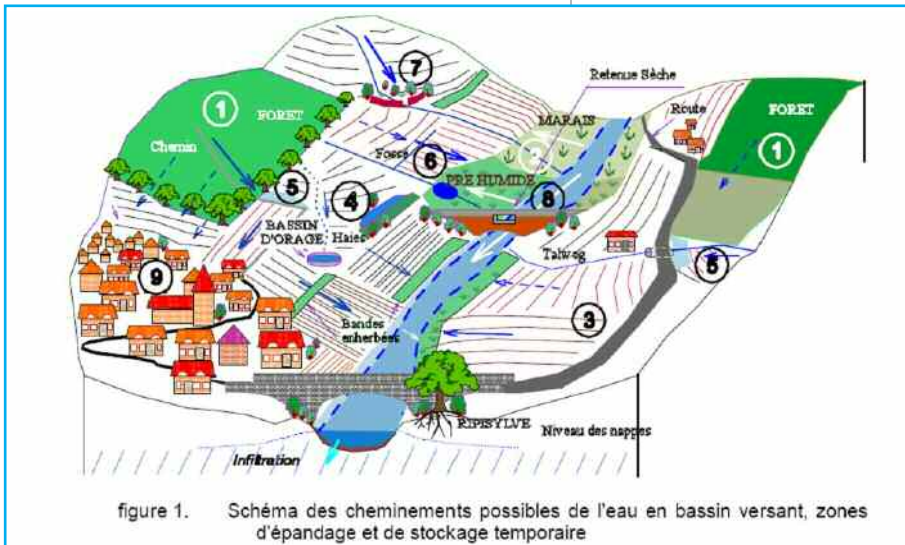 7
Retenue Sèche
1
FORET
Route
FORET
MARAIS
Chemin
1
Fosse
6
2
PRE HUMIDE
5
4
8
BASSIN
D'ORAGE
Haies
Talweg
5
9
3
Bandes
enherbées
RIPISYLVE
Niveau des nappes
Infiltration
figure 1. Schéma des cheminements possibles de l'eau en bassin versant, zones
d'épandage et de stockage temporaire